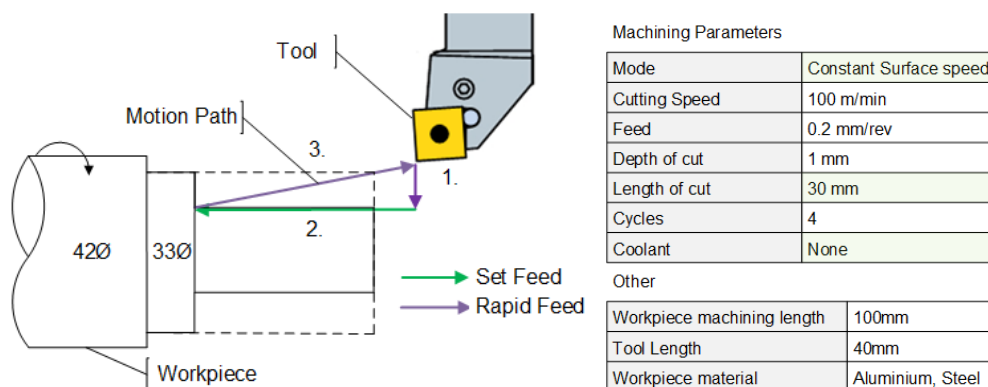 Tool
Motion Path
3.
1.
2.
42Ø
33Ø
Set Feed
Rapid Feed
Workpiece
Machining Parameters
Mode Constant Surface speed
Cutting Speed 100 m/min
Feed 0.2 mm/rev
Depth of cut 1 mm
Length of cut 30 mm
Cycles 4
Coolant None
Other
Workpiece machining length 100mm
Tool Length 40mm
Workpiece material Aluminium, Steel